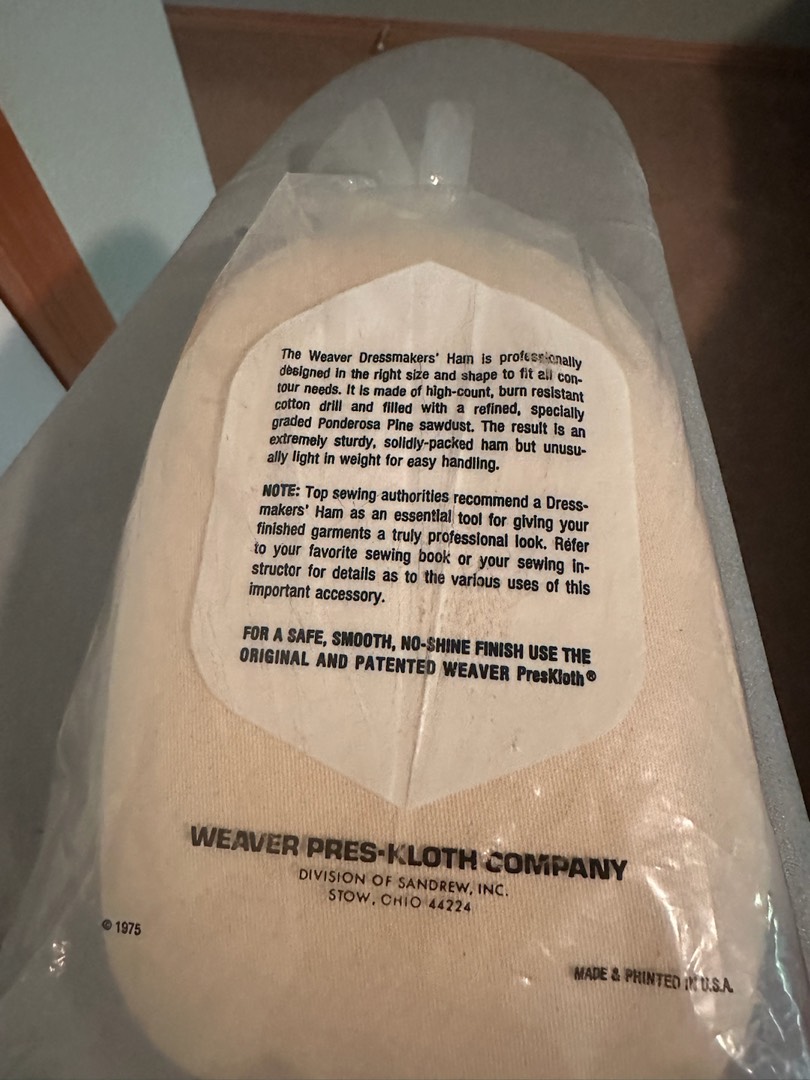 The Weaver Dressmakers' Ham is professionally
designed in the right size and shape to fit all con-
tour needs. It is made of high-count, burn resistant
cotton drill and filled with a refined, specially
graded Ponderosa Pine sawdust. The result is an
extremely sturdy, solidly-packed ham but unusu-
ally light in weight for easy handling.
NOTE: Top sewing authorities recommend a Dress-
makers' Ham as an essential tool for giving your
finished garments a truly professional look. Refer
to your favorite sewing book or your sewing in-
structor for details as to the various uses of this
important accessory.
FOR A SAFE, SMOOTH, NO-SHINE FINISH USE THE
ORIGINAL AND PATENTED WEAVER PresKloth®
WEAVER PRES-KLOTH COMPANY
DIVISION OF SANDREW, INC.
STOW, OHIO 44224
© 1975
MADE & PRINTED IN U.S.A.